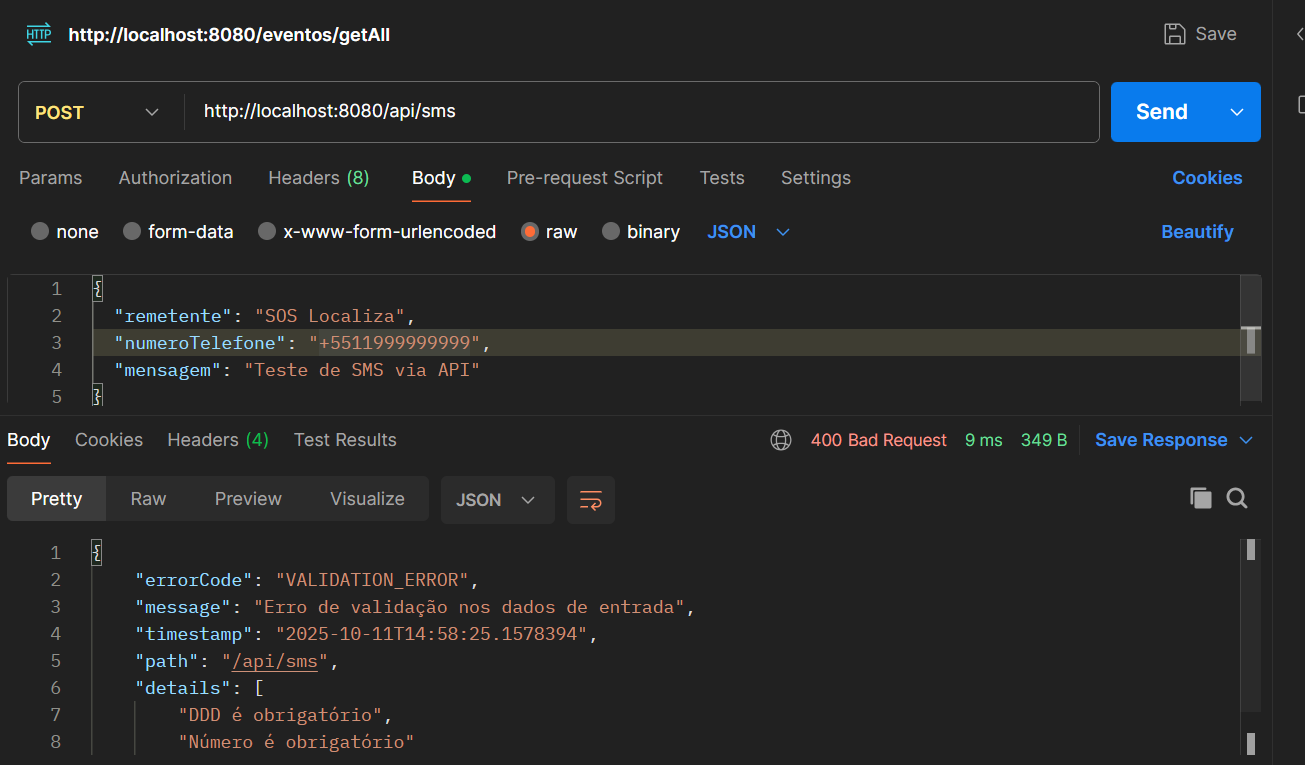 HTTP http://localhost:8080/eventos/getAll Save
POST http://localhost:8080/api/sms Send
Params Authorization Headers (8) Body Pre-request Script Tests Settings Cookies
none form-data x-www-form-urlencoded raw binary JSON Beautify
1 {
2 "remetente": "SOS Localiza",
3 "numeroTelefone": "+5511999999999",
4 "mensagem": "Teste de SMS via API"
5 }
Body Cookies Headers (4) Test Results 400 Bad Request 9 ms 349 B Save Response
Pretty Raw Preview Visualize JSON
1 {
2 "errorCode": "VALIDATION_ERROR",
3 "message": "Erro de validação nos dados de entrada",
4 "timestamp": "2025-10-11T14:58:25.1578394",
5 "path": "/api/sms",
6 "details": [
7 "DDD é obrigatório",
8 "Número é obrigatório"